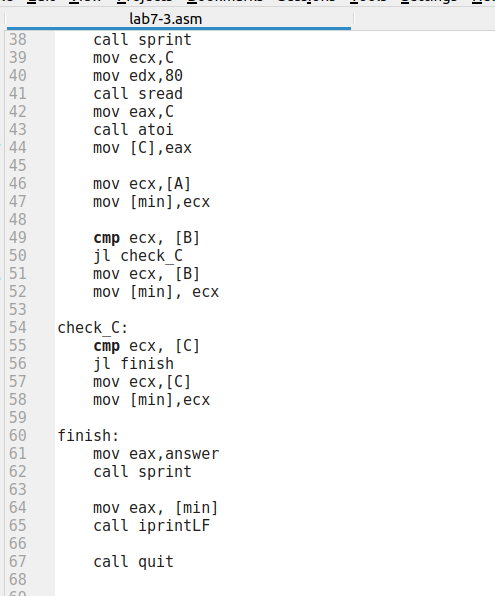 lab7-3.asm
38 call sprint
39 mov ecx,C
40 mov edx,80
41 call sread
42 mov eax,C
43 call atoi
44 mov [C],eax
45
46 mov ecx,[A]
47 mov [min],ecx
48
49 cmp ecx, [B]
50 jl check_C
51 mov ecx, [B]
52 mov [min], ecx
53
54 check_C:
55 cmp ecx, [C]
56 jl finish
57 mov ecx,[C]
58 mov [min],ecx
59
60 finish:
61 mov eax,answer
62 call sprint
63
64 mov eax, [min]
65 call iprintLF
66
67 call quit
68